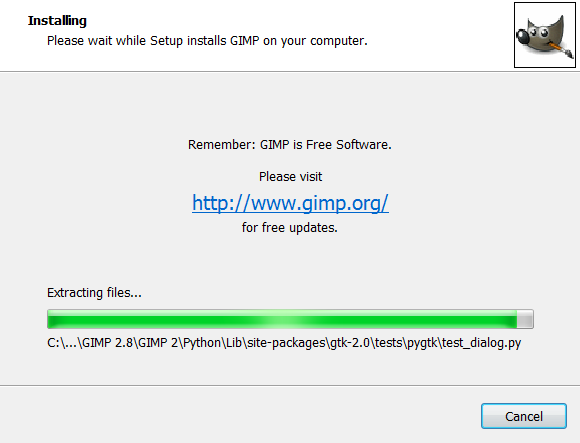 Installing
Please wait while Setup installs GIMP on your computer.
Remember: GIMP is Free Software.
Please visit
http://www.gimp.org/
for free updates.
Extracting files...
C:\...\GIMP 2.8\GIMP 2\Python\Lib\site-packages\gtk-2.0\tests\pygtk\test_dialog.py
Cancel